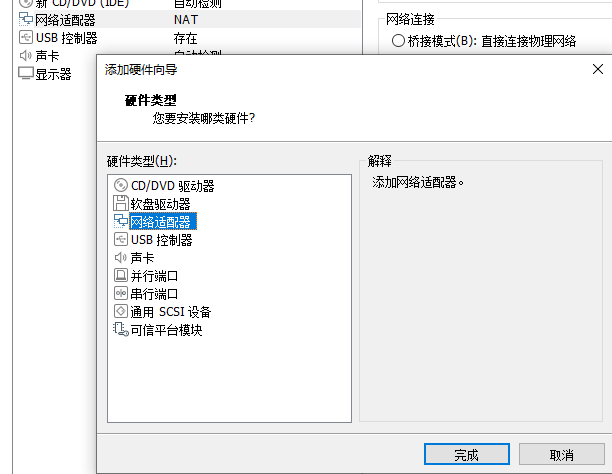 新 CD/DVD (IDE) 自动检测
网络适配器 NAT
USB 控制器 存在
声卡 自动检测
显示器
网络连接
桥接模式(B): 直接连接物理网络
添加硬件向导
硬件类型
您要安装哪类硬件?
硬件类型(H):
CD/DVD 驱动器
软盘驱动器
网络适配器
USB 控制器
声卡
并行端口
串行端口
通用 SCSI 设备
可信平台模块
解释
添加网络适配器。
完成
取消